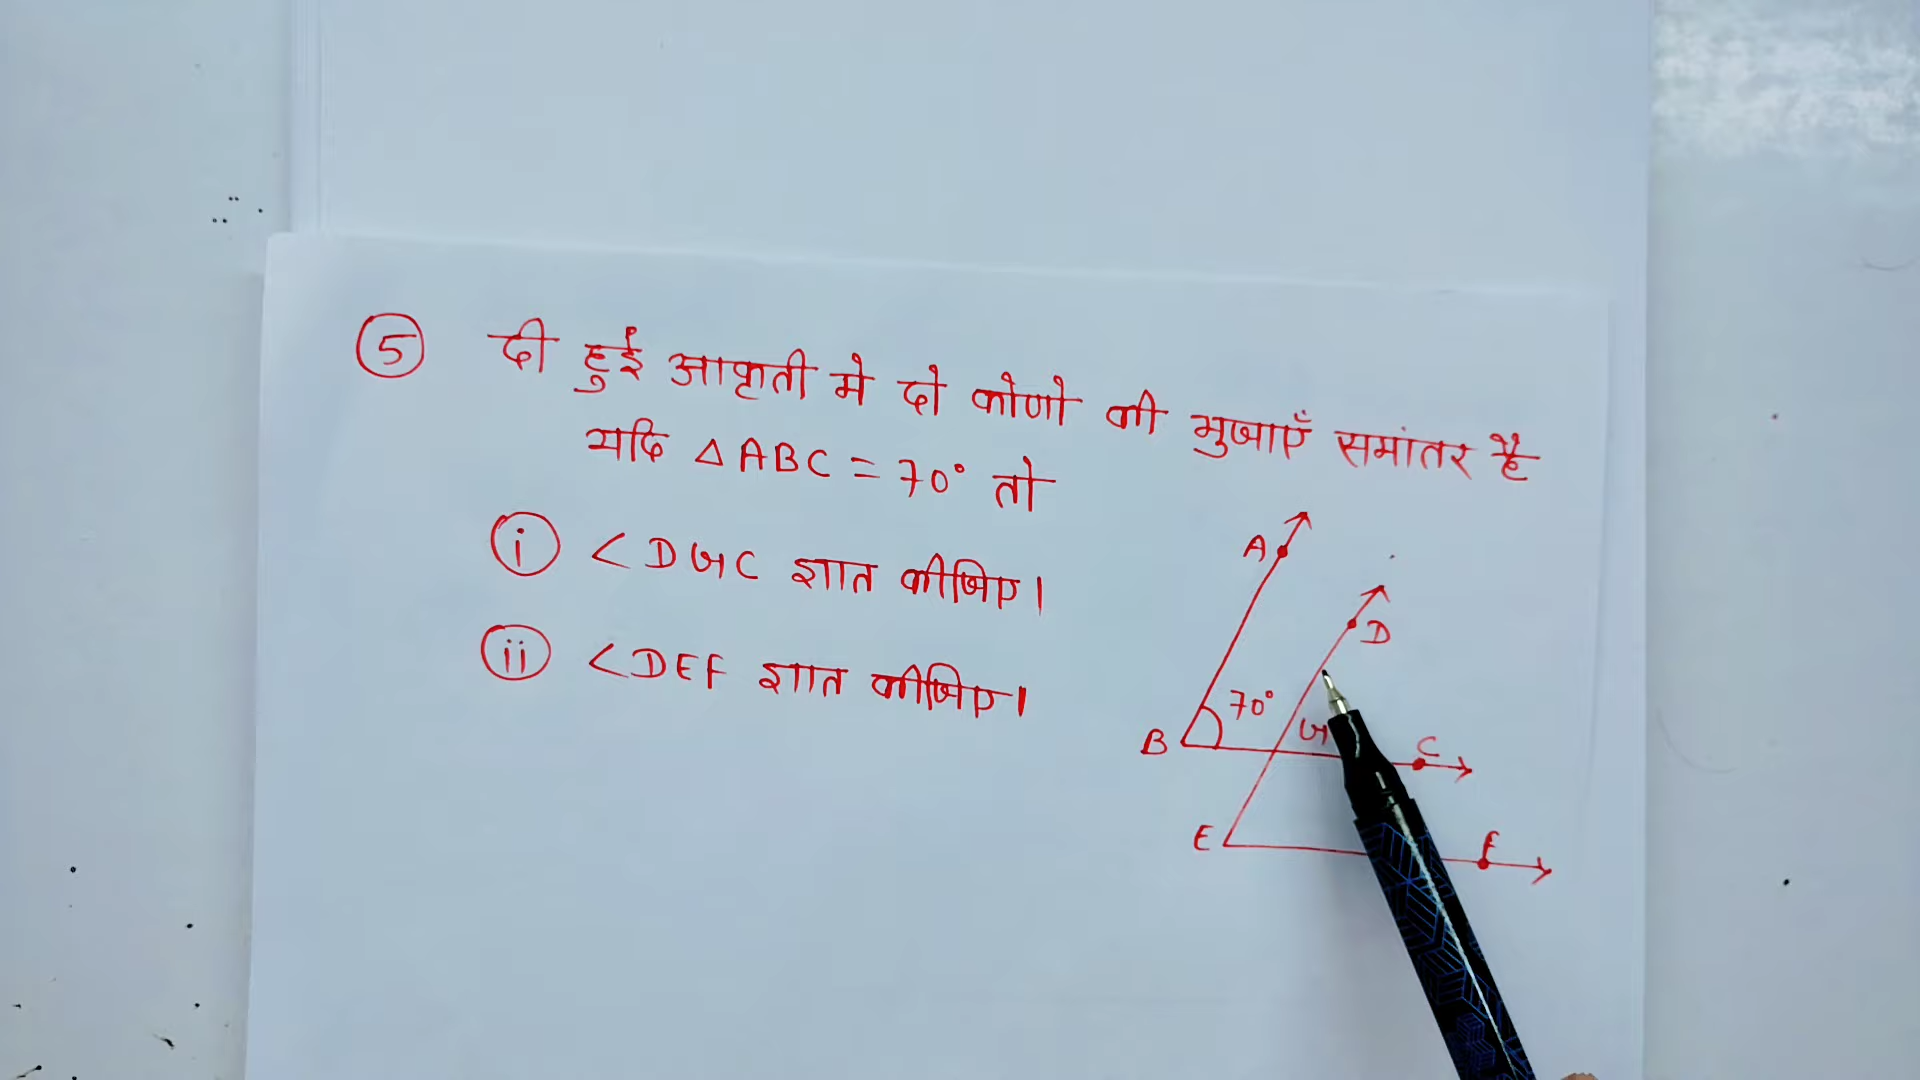 5 दी हुई आकृती मे दो कोणो की भुजाएँ समांतर है
यदि △ABC = 70° तो
i ∠DGC ज्ञात कीजिए।
ii ∠DEF ज्ञात कीजिए।
A
D
70°
G
B
C
E
F